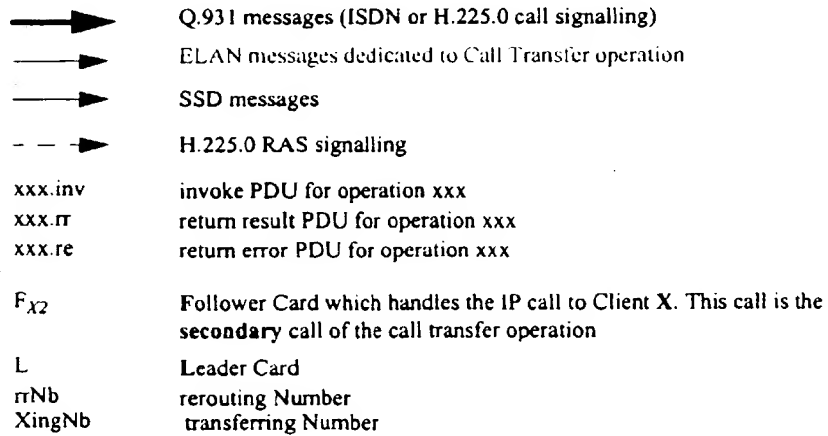 Q.931 messages (ISDN or H.225.0 call signalling)
ELAN messages dedicated to Call Transfer operation
SSD messages
H.225.0 RAS signalling
xxx.inv invoke PDU for operation xxx
xxx.rr return result PDU for operation xxx
xxx.re return error PDU for operation xxx
FX2 Follower Card which handles the IP call to Client X. This call is the
secondary call of the call transfer operation
L Leader Card
rrNb rerouting Number
XingNb transferring Number